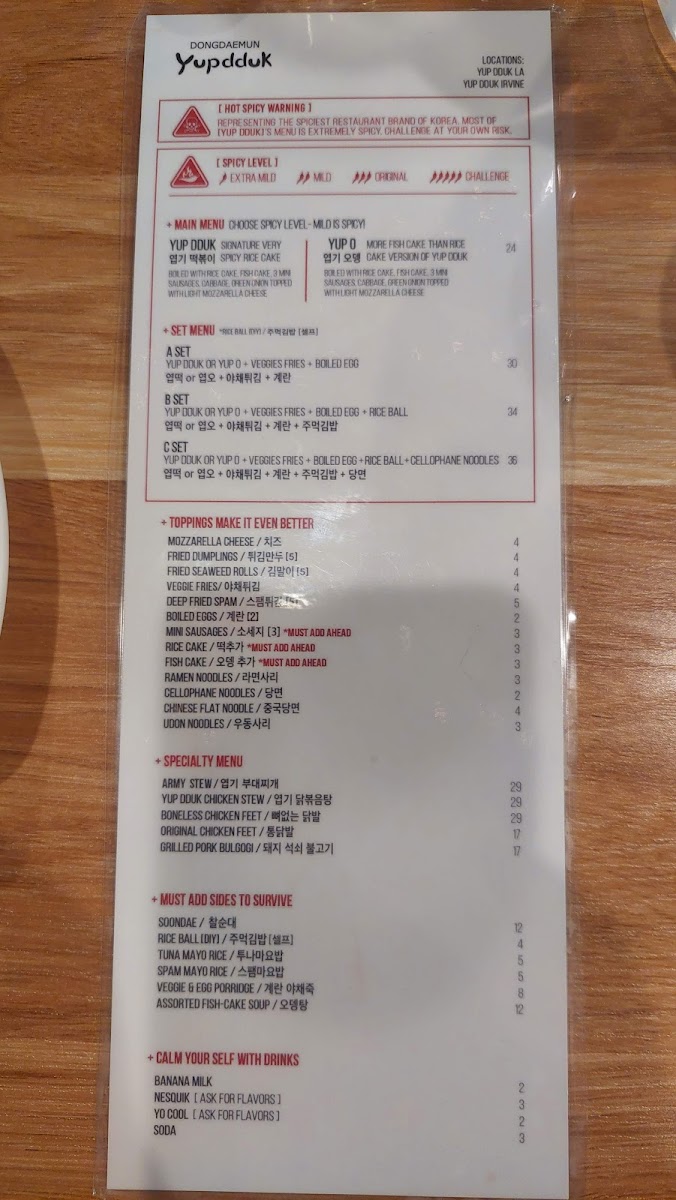 DONGDAEMUN
Yupdduk
LOCATIONS:
YUP DDUK LA
YUP DDUK IRVINE
[ HOT SPICY WARNING ]
REPRESENTING THE SPICIEST RESTAURANT BRAND OF KOREA. MOST OF
[YUP DDUK]'S MENU IS EXTREMELY SPICY. CHALLENGE AT YOUR OWN RISK.
[ SPICY LEVEL ]
EXTRA MILD MILD ORIGINAL CHALLENGE
+ MAIN MENU CHOOSE SPICY LEVEL - MILD IS SPICY!
YUP DDUK SIGNATURE VERY
엽기 떡볶이 SPICY RICE CAKE
BOILED WITH RICE CAKE, FISH CAKE, 3 MINI
SAUSAGES, CABBAGE, GREEN ONION TOPPED
WITH LIGHT MOZZARELLA CHEESE
YUP O MORE FISH CAKE THAN RICE
엽기 오뎅 CAKE VERSION OF YUP DDUK
24
BOILED WITH RICE CAKE, FISH CAKE, 3 MINI
SAUSAGES, CABBAGE, GREEN ONION TOPPED
WITH LIGHT MOZZARELLA CHEESE
+ SET MENU *RICE BALL (DIY) / 주먹김밥 [셀프]
A SET
YUP DDUK OR YUP O + VEGGIES FRIES + BOILED EGG 30
엽떡 or 엽오 + 야채튀김 + 계란
B SET
YUP DDUK OR YUP O + VEGGIES FRIES + BOILED EGG + RICE BALL 34
엽떡 or 엽오 + 야채튀김 + 계란 + 주먹김밥
C SET
YUP DDUK OR YUP O + VEGGIES FRIES + BOILED EGG +RICE BALL+CELLOPHANE NOODLES 36
엽떡 or 엽오 + 야채튀김 + 계란 + 주먹김밥 + 당면
+ TOPPINGS MAKE IT EVEN BETTER
MOZZARELLA CHEESE / 치즈 4
FRIED DUMPLINGS / 튀김만두 [5] 4
FRIED SEAWEED ROLLS / 김말이 [5] 4
VEGGIE FRIES/ 야채튀김 4
DEEP FRIED SPAM / 스팸튀김 [5] 5
BOILED EGGS / 계란 [2] 2
MINI SAUSAGES / 소세지 [3] *MUST ADD AHEAD 3
RICE CAKE / 떡추가 *MUST ADD AHEAD 3
FISH CAKE / 오뎅 추가 *MUST ADD AHEAD 3
RAMEN NOODLES / 라면사리 3
CELLOPHANE NOODLES / 당면 2
CHINESE FLAT NOODLE / 중국당면 4
UDON NOODLES / 우동사리 3
+ SPECIALTY MENU
ARMY STEW / 엽기 부대찌개 29
YUP DDUK CHICKEN STEW / 엽기 닭볶음탕 29
BONELESS CHICKEN FEET / 뼈없는 닭발 29
ORIGINAL CHICKEN FEET / 통닭발 17
GRILLED PORK BULGOGI / 돼지 석쇠 불고기 17
+ MUST ADD SIDES TO SURVIVE
SOONDAE / 찰순대 12
RICE BALL [DIY] / 주먹김밥 [셀프] 4
TUNA MAYO RICE / 투나마요밥 5
SPAM MAYO RICE / 스팸마요밥 5
VEGGIE & EGG PORRIDGE / 계란 야채죽 8
ASSORTED FISH-CAKE SOUP / 오뎅탕 12
+ CALM YOUR SELF WITH DRINKS
BANANA MILK 2
NESQUIK [ ASK FOR FLAVORS ] 3
YO COOL [ ASK FOR FLAVORS ] 2
SODA 3